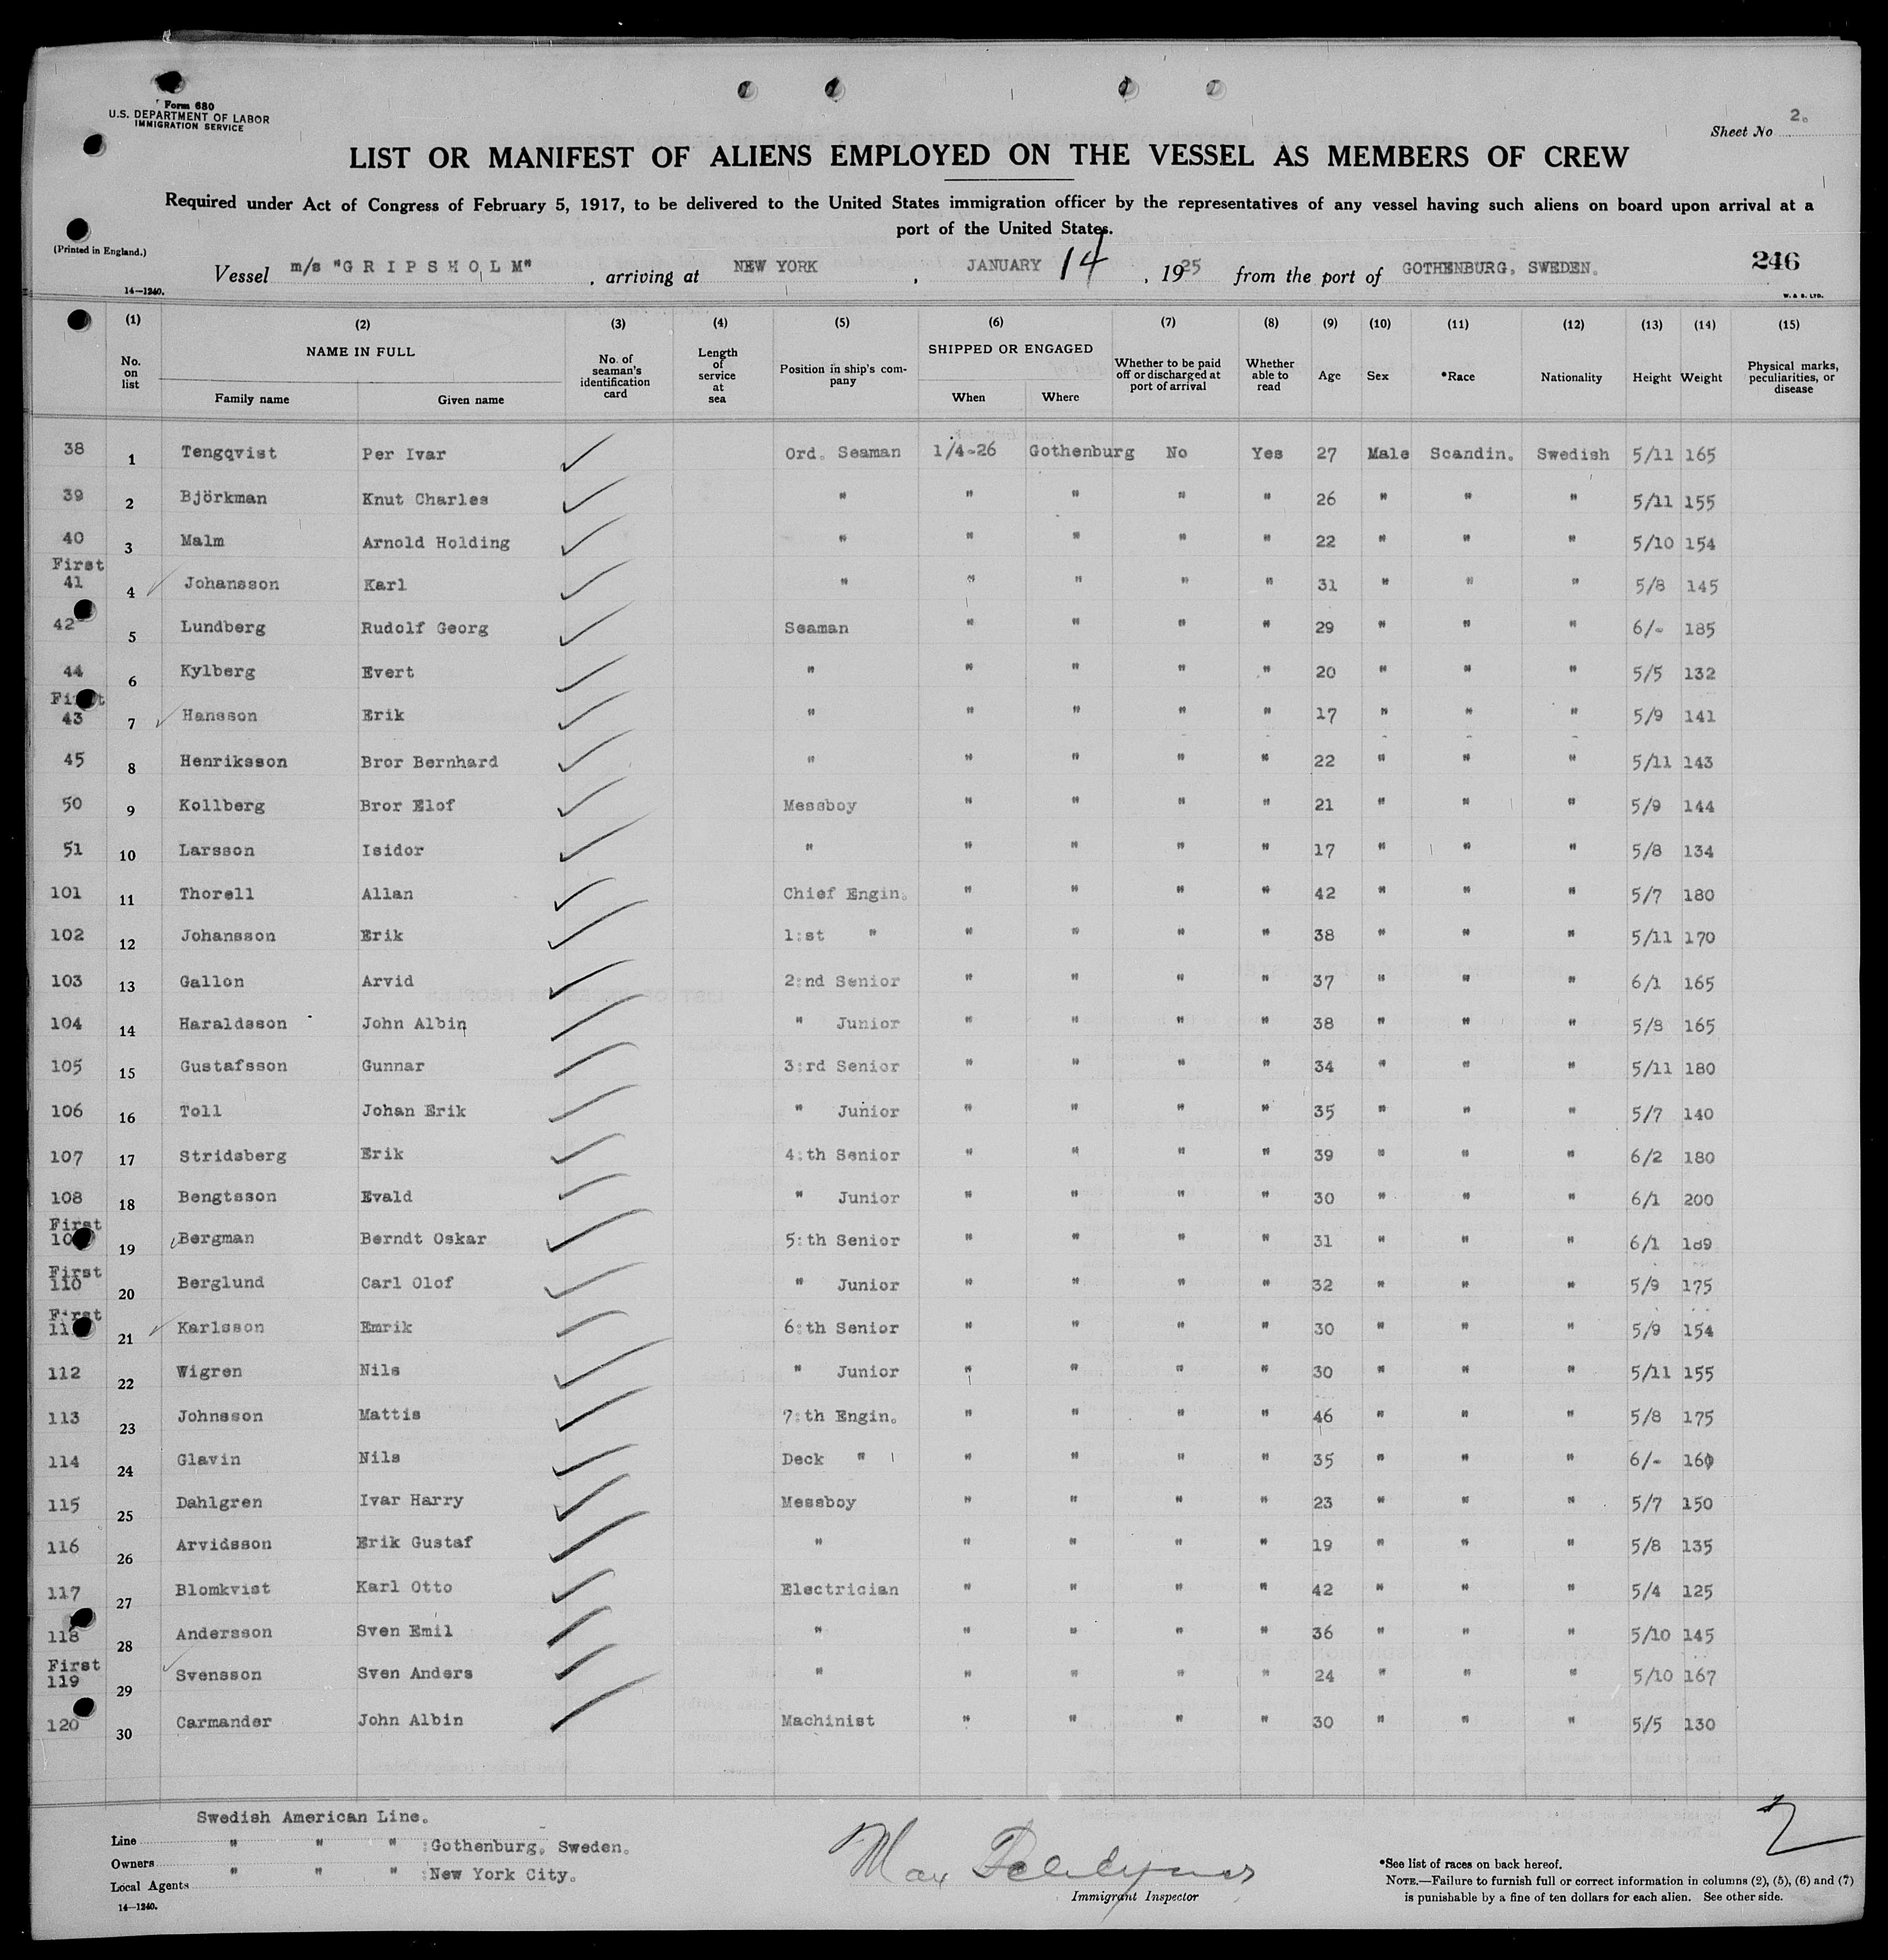 Form 680
U.S. DEPARTMENT OF LABOR
IMMIGRATION SERVICE
Sheet No 2.
LIST OR MANIFEST OF ALIENS EMPLOYED ON THE VESSEL AS MEMBERS OF CREW
Required under Act of Congress of February 5, 1917, to be delivered to the United States immigration officer by the representatives of any vessel having such aliens on board upon arrival at a
port of the United States.
(Printed in England.)
Vessel m/s "G R I P S H O L M", arriving at NEW YORK, JANUARY 14, 1925 from the port of GOTHENBURG, SWEDEN. 246
14—1240. W. & S. LTD.
(1) (2) (3) (4) (5) (6) (7) (8) (9) (10) (11) (12) (13) (14) (15)
No. on list NAME IN FULL Family name Given name No. of seaman's identification card Length of service at sea Position in ship's company SHIPPED OR ENGAGED When Where Whether to be paid off or discharged at port of arrival Whether able to read Age Sex *Race Nationality Height Weight Physical marks, peculiarities, or disease
38 1 Tengqvist Per Ivar Ord. Seaman 1/4-26 Gothenburg No Yes 27 Male Scandin. Swedish 5/11 165
39 2 Björkman Knut Charles " " " " " 26 " " " 5/11 155
40 3 Malm Arnold Holding " " " " " 22 " " " 5/10 154
First
41 4 Johansson Karl " " " " " 31 " " " 5/8 145
42 5 Lundberg Rudolf Georg Seaman " " " " 29 " " " 6/- 185
44 6 Kylberg Evert " " " " " 20 " " " 5/5 132
First
43 7 Hansson Erik " " " " " 17 " " " 5/9 141
45 8 Henriksson Bror Bernhard " " " " " 22 " " " 5/11 143
50 9 Kollberg Bror Elof Messboy " " " " 21 " " " 5/9 144
51 10 Larsson Isidor " " " " " 17 " " " 5/8 134
101 11 Thorell Allan Chief Engin. " " " " 42 " " " 5/7 180
102 12 Johansson Erik 1:st " " " " " 38 " " " 5/11 170
103 13 Gallon Arvid 2:nd Senior " " " " 37 " " " 6/1 165
104 14 Haraldsson John Albin " Junior " " " " 38 " " " 5/8 165
105 15 Gustafsson Gunnar 3:rd Senior " " " " 34 " " " 5/11 180
106 16 Toll Johan Erik " Junior " " " " 35 " " " 5/7 140
107 17 Stridsberg Erik 4:th Senior " " " " 39 " " " 6/2 180
108 18 Bengtsson Evald " Junior " " " " 30 " " " 6/1 200
First
19 Bergman Berndt Oskar 5:th Senior " " " " 31 " " " 6/1 189
First
110 20 Berglund Carl Olof " Junior " " " " 32 " " " 5/9 175
First
21 Karlsson Emrik 6:th Senior " " " " 30 " " " 5/9 154
112 22 Wigren Nils " Junior " " " " 30 " " " 5/11 155
113 23 Johnsson Mattis 7:th Engin. " " " " 46 " " " 5/8 175
114 24 Glavin Nils Deck " " " " " 35 " " " 6/- 160
115 25 Dahlgren Ivar Harry Messboy " " " " 23 " " " 5/7 150
116 26 Arvidsson Erik Gustaf " " " " " 19 " " " 5/8 135
117 27 Blomkvist Karl Otto Electrician " " " " 42 " " " 5/4 125
118 28 Andersson Sven Emil " " " " " 36 " " " 5/10 145
First
119 29 Svensson Sven Anders " " " " " 24 " " " 5/10 167
120 30 Carmander John Albin Machinist " " " " 30 " " " 5/5 130
Swedish American Line.
Line " " " :Gothenburg, Sweden.
Owners
Local Agents " " " :New York City.
14—1240.
Max
Immigrant Inspector
2
*See list of races on back hereof.
NOTE.—Failure to furnish full or correct information in columns (2), (5), (6) and (7)
is punishable by a fine of ten dollars for each alien. See other side.